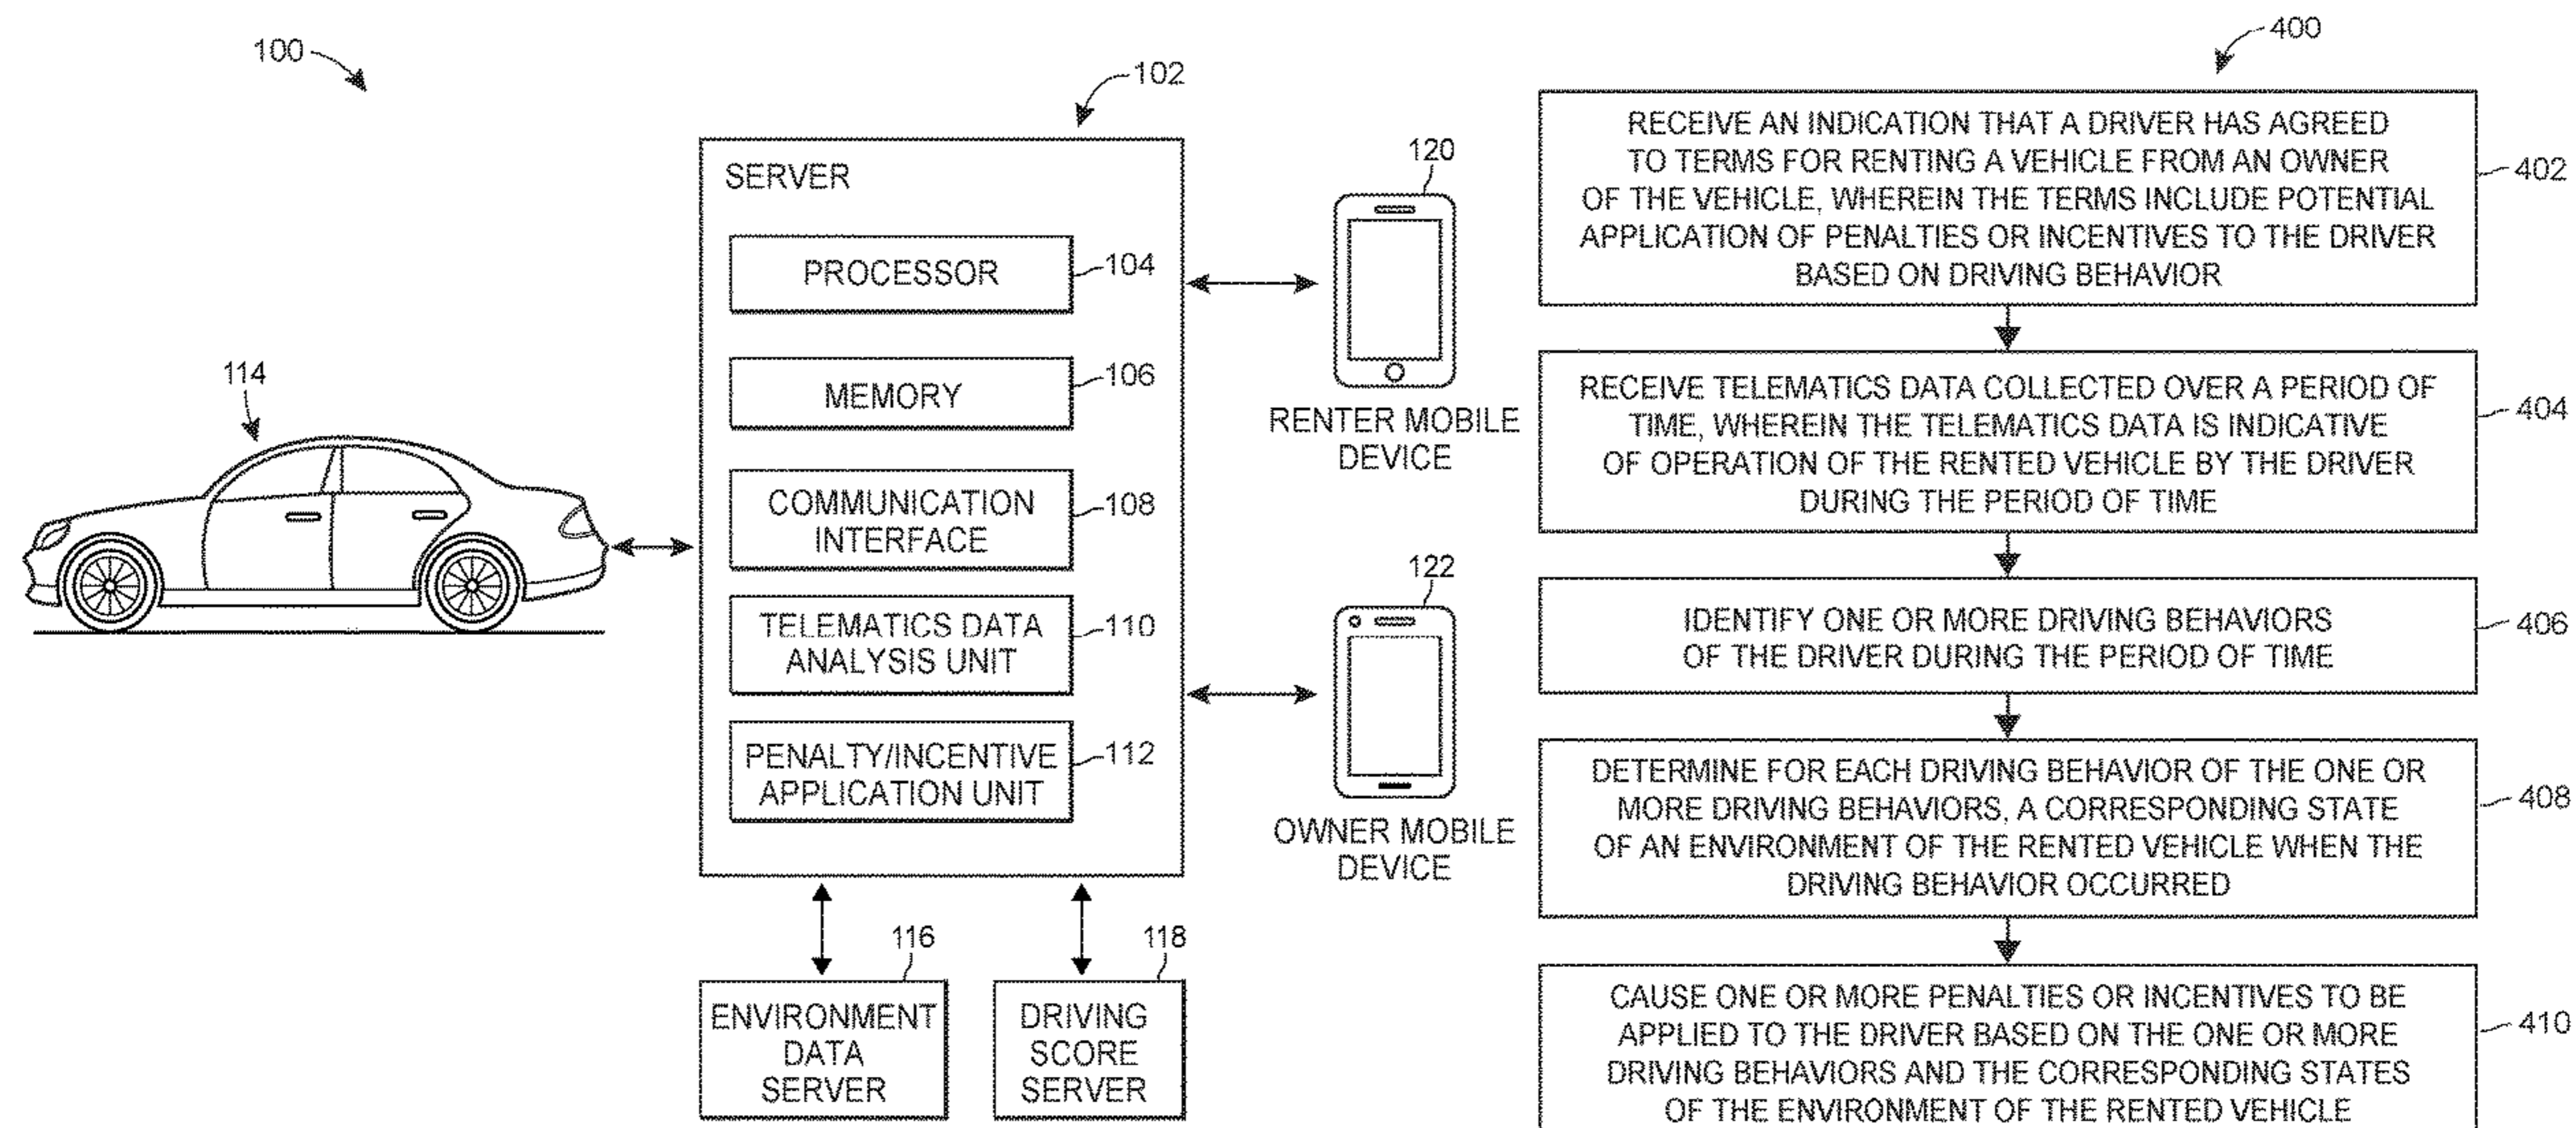 100
102
SERVER
PROCESSOR
104
MEMORY
106
COMMUNICATION
INTERFACE
108
TELEMATICS DATA
ANALYSIS UNIT
110
PENALTY/INCENTIVE
APPLICATION UNIT
112
114
116
ENVIRONMENT
DATA
SERVER
118
DRIVING
SCORE
SERVER
120
RENTER MOBILE
DEVICE
122
OWNER MOBILE
DEVICE
400
RECEIVE AN INDICATION THAT A DRIVER HAS AGREED
TO TERMS FOR RENTING A VEHICLE FROM AN OWNER
OF THE VEHICLE, WHEREIN THE TERMS INCLUDE POTENTIAL
APPLICATION OF PENALTIES OR INCENTIVES TO THE DRIVER
BASED ON DRIVING BEHAVIOR
402
RECEIVE TELEMATICS DATA COLLECTED OVER A PERIOD OF
TIME, WHEREIN THE TELEMATICS DATA IS INDICATIVE
OF OPERATION OF THE RENTED VEHICLE BY THE DRIVER
DURING THE PERIOD OF TIME
404
IDENTIFY ONE OR MORE DRIVING BEHAVIORS
OF THE DRIVER DURING THE PERIOD OF TIME
406
DETERMINE FOR EACH DRIVING BEHAVIOR OF THE ONE OR
MORE DRIVING BEHAVIORS, A CORRESPONDING STATE
OF AN ENVIRONMENT OF THE RENTED VEHICLE WHEN THE
DRIVING BEHAVIOR OCCURRED
408
CAUSE ONE OR MORE PENALTIES OR INCENTIVES TO BE
APPLIED TO THE DRIVER BASED ON THE ONE OR MORE
DRIVING BEHAVIORS AND THE CORRESPONDING STATES
OF THE ENVIRONMENT OF THE RENTED VEHICLE
410